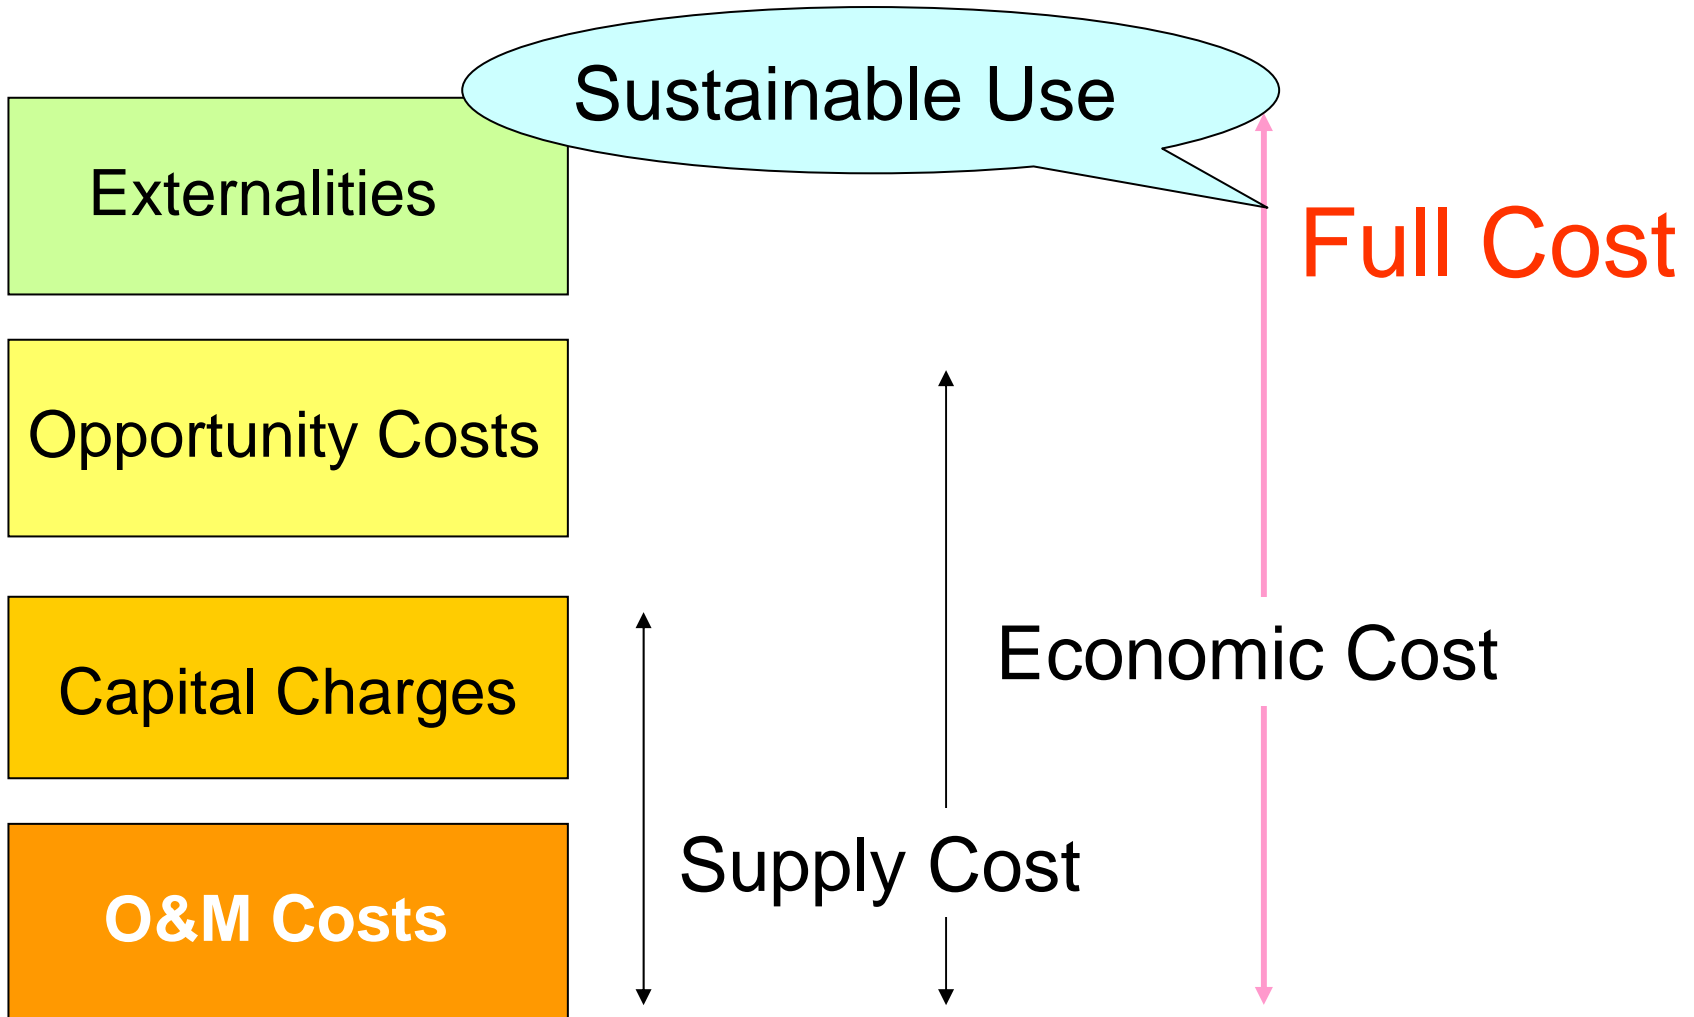 Sustainable Use
Externalities
Full Cost
Opportunity Costs
Economic Cost
Capital Charges
Supply Cost
O&M Costs